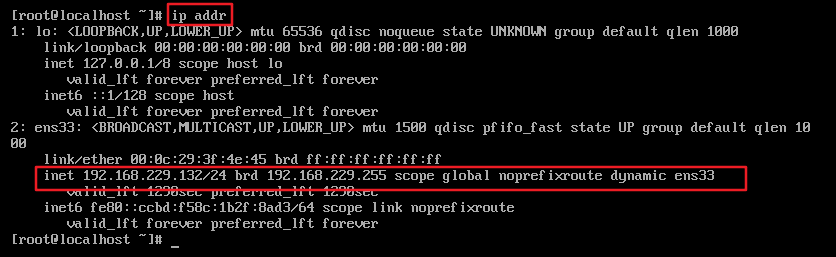 [root@localhost ~]# ip addr
1: lo: <LOOPBACK,UP,LOWER_UP> mtu 65536 qdisc noqueue state UNKNOWN group default qlen 1000
    link/loopback 00:00:00:00:00:00 brd 00:00:00:00:00:00
    inet 127.0.0.1/8 scope host lo
       valid_lft forever preferred_lft forever
    inet6 ::1/128 scope host
       valid_lft forever preferred_lft forever
2: ens33: <BROADCAST,MULTICAST,UP,LOWER_UP> mtu 1500 qdisc pfifo_fast state UP group default qlen 10
00
    link/ether 00:0c:29:3f:4e:45 brd ff:ff:ff:ff:ff:ff
    inet 192.168.229.132/24 brd 192.168.229.255 scope global noprefixroute dynamic ens33
       valid_lft 1298sec preferred_lft 1298sec
    inet6 fe80::ccbd:f58c:1b2f:8ad3/64 scope link noprefixroute
       valid_lft forever preferred_lft forever
[root@localhost ~]# _